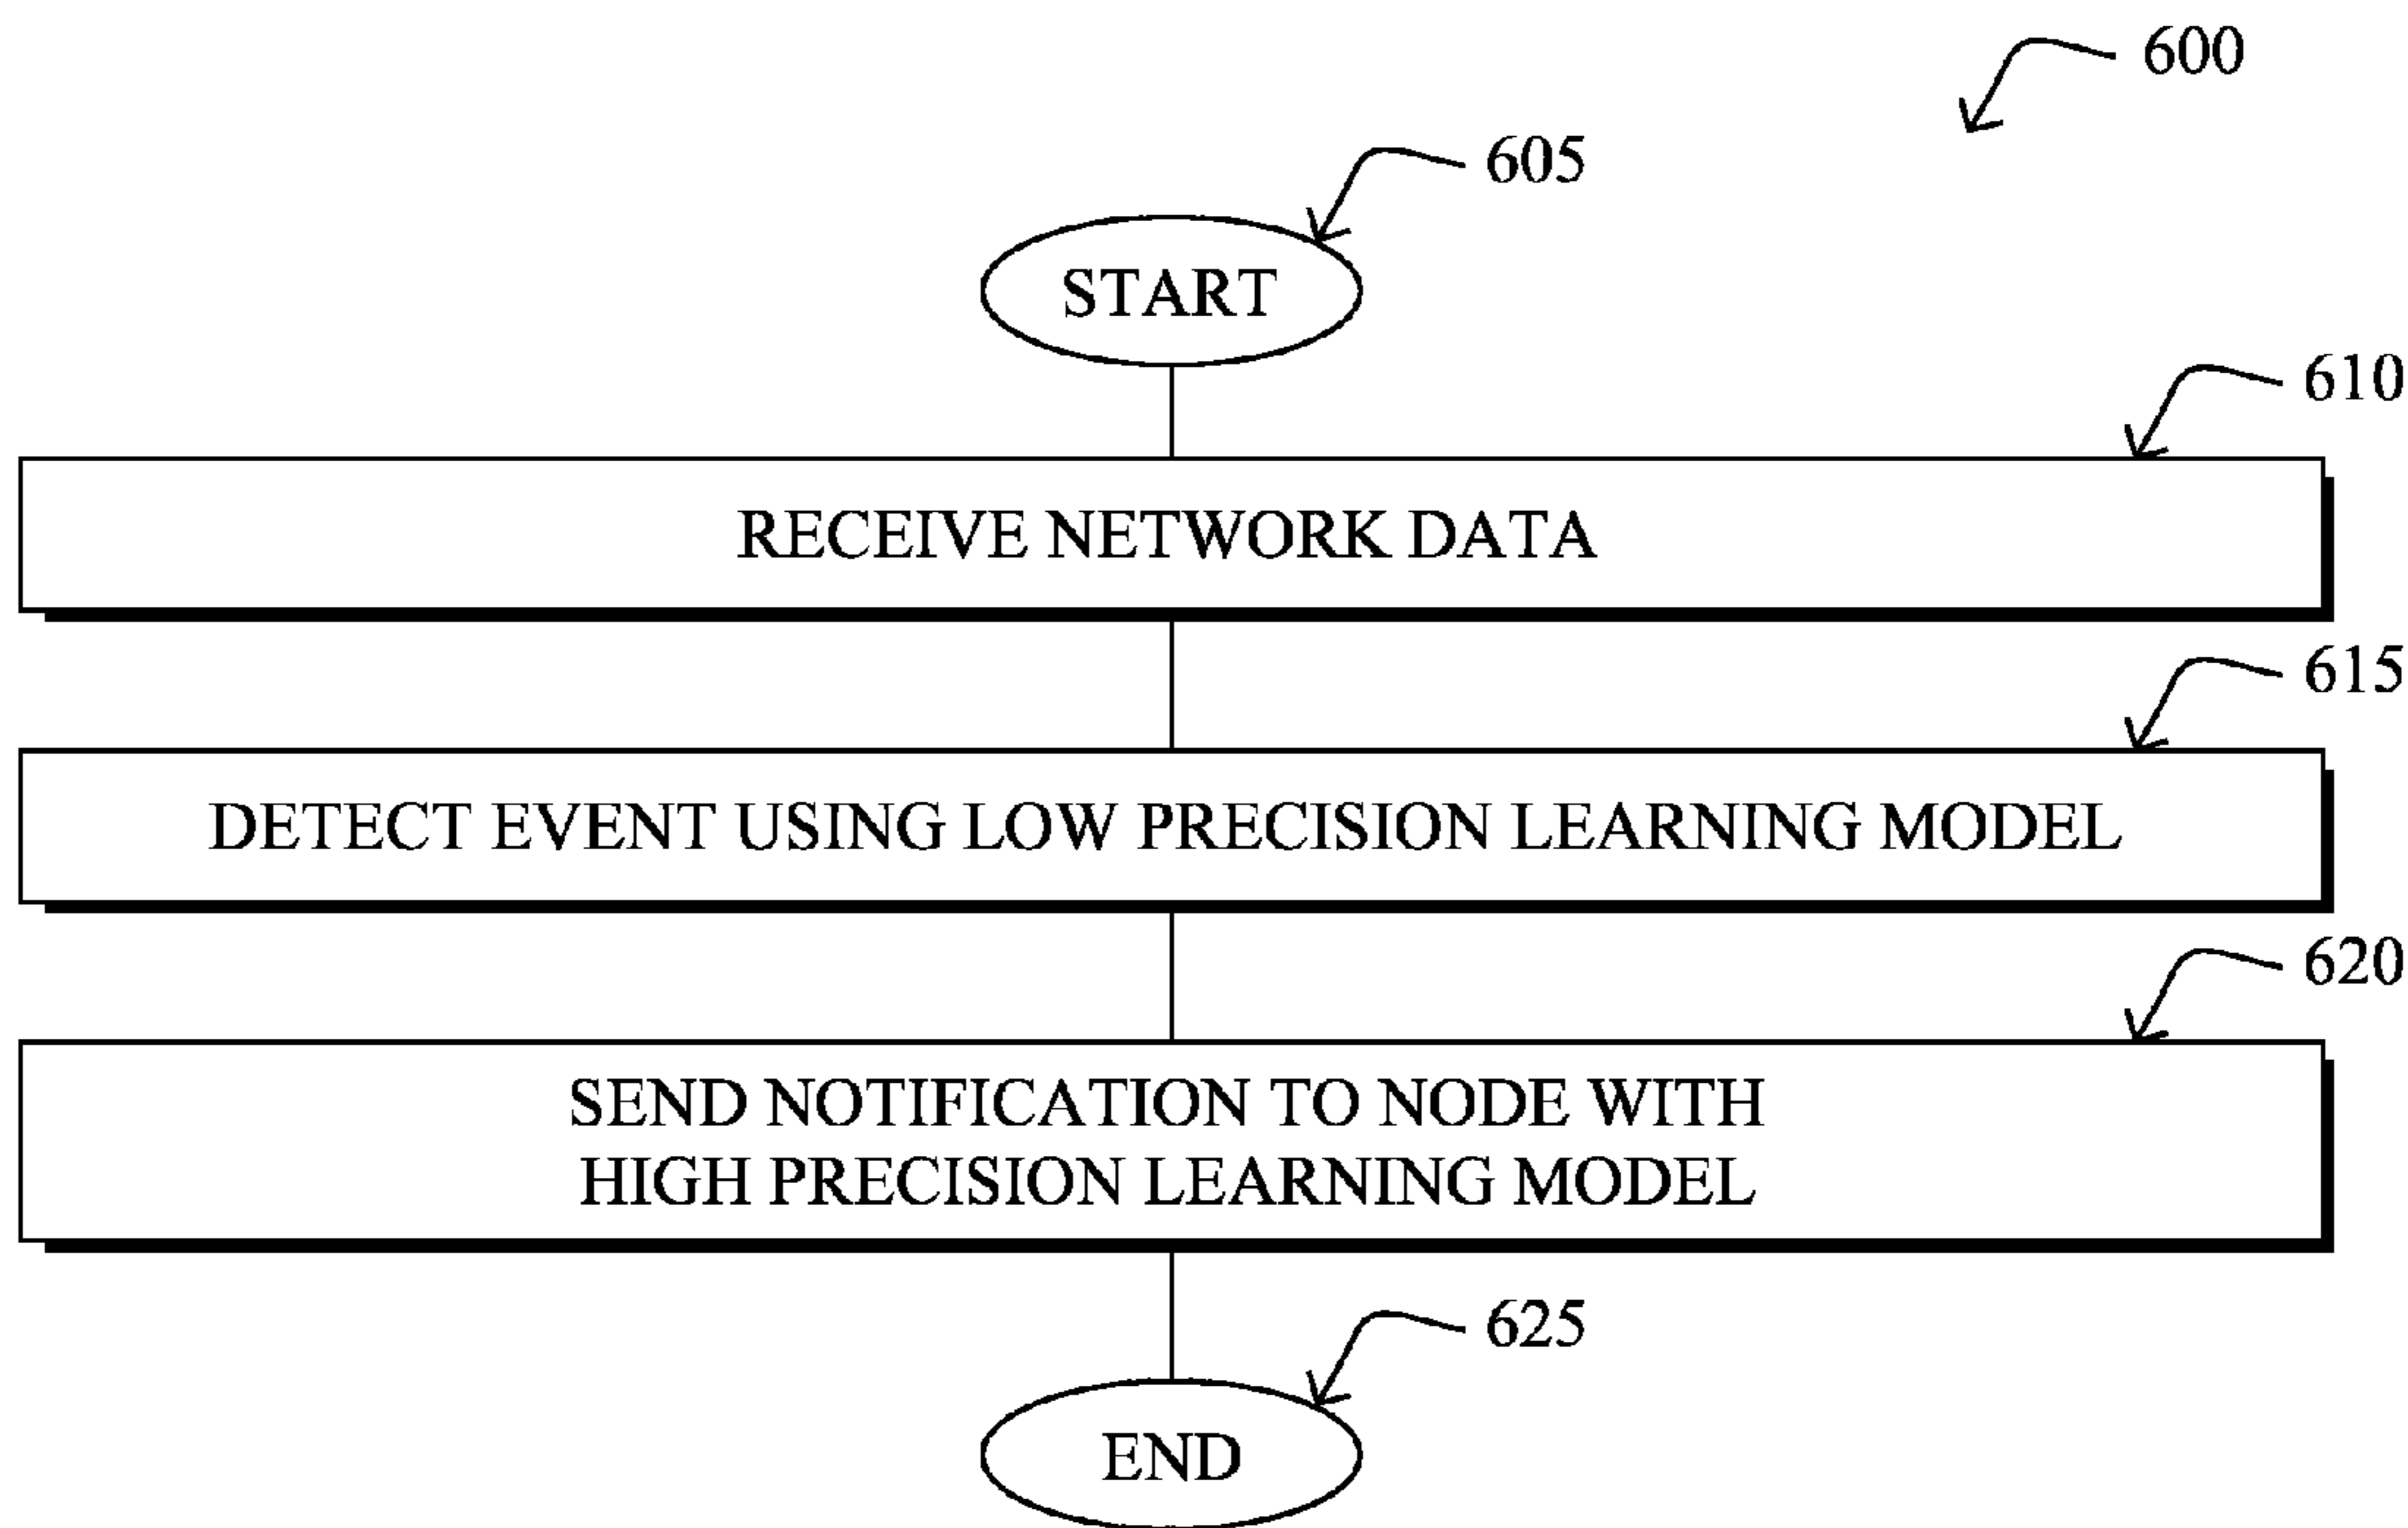 600
605
START
610
RECEIVE NETWORK DATA
615
DETECT EVENT USING LOW PRECISION LEARNING MODEL
620
SEND NOTIFICATION TO NODE WITH
HIGH PRECISION LEARNING MODEL
625
END